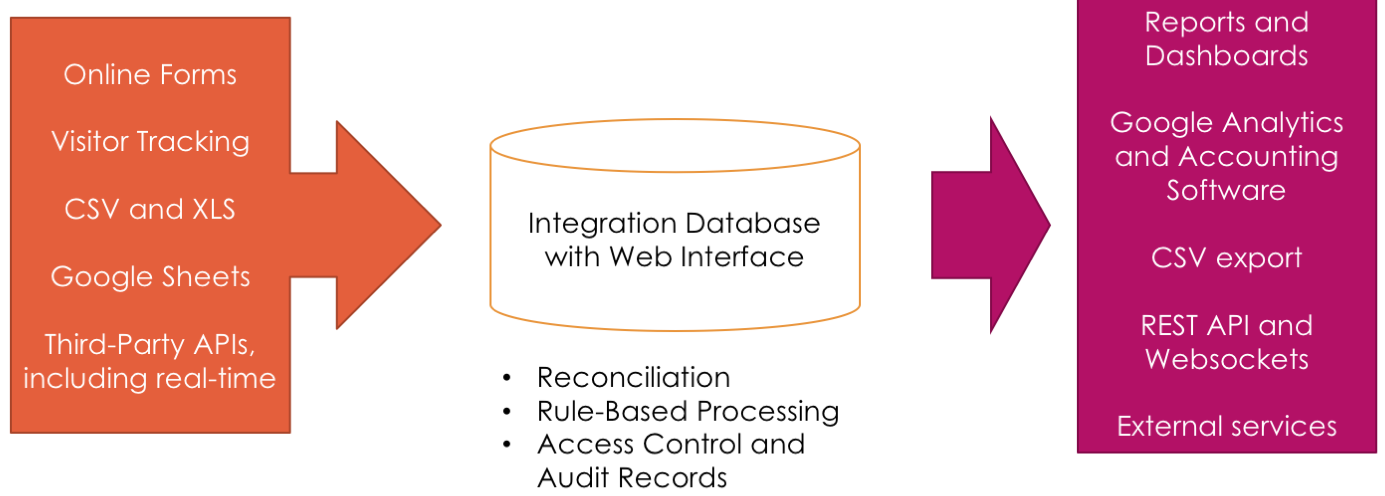 Online Forms
Visitor Tracking
CSV and XLS
Google Sheets
Third-Party APIs,
including real-time
Integration Database
with Web Interface
• Reconciliation
• Rule-Based Processing
• Access Control and
Audit Records
Reports and
Dashboards
Google Analytics
and Accounting
Software
CSV export
REST API and
Websockets
External services